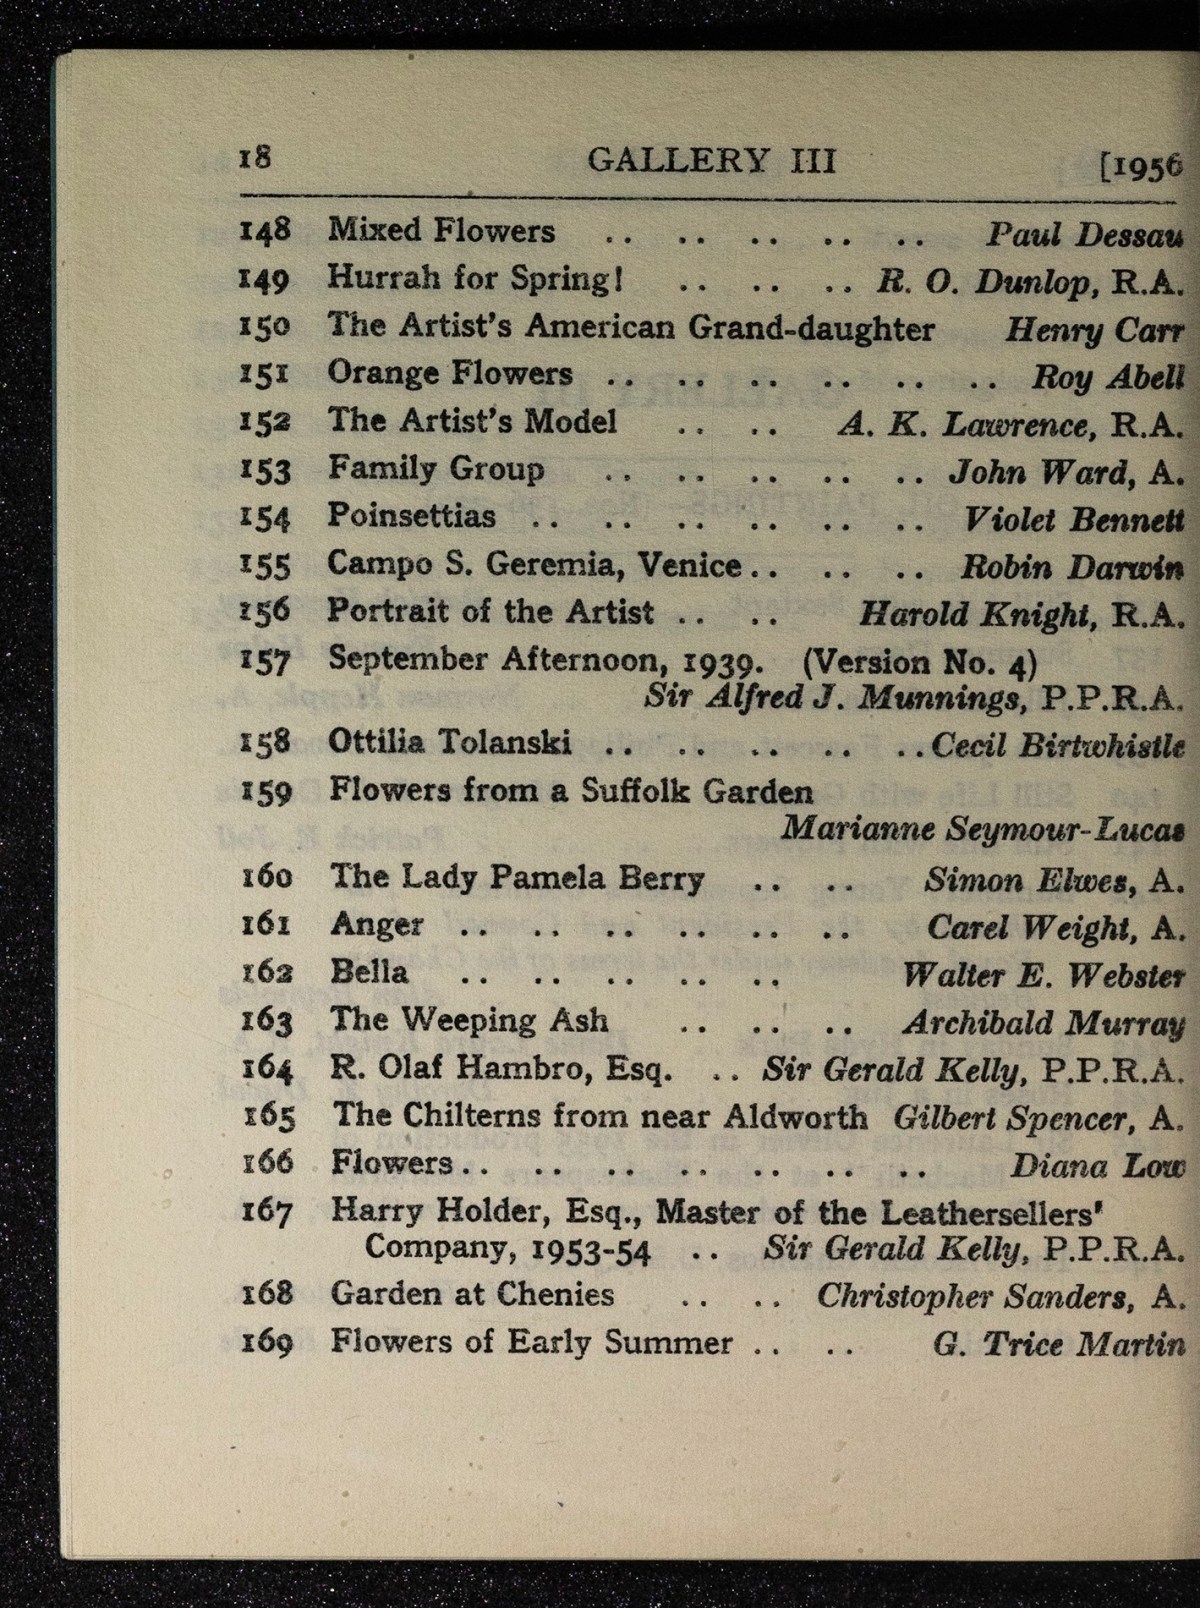 18 GALLERY III [1956
148 Mixed Flowers .. .. .. .. .. Paul Dessau
149 Hurrah for Spring! .. .. .. R. O. Dunlop, R.A.
150 The Artist's American Grand-daughter Henry Carr
151 Orange Flowers .. .. .. .. .. .. Roy Abell
152 The Artist's Model .. .. A. K. Lawrence, R.A.
153 Family Group .. .. .. .. .. John Ward, A.
154 Poinsettias .. .. .. .. .. .. Violet Bennett
155 Campo S. Geremia, Venice .. .. .. Robin Darwin
156 Portrait of the Artist .. .. Harold Knight, R.A.
157 September Afternoon, 1939. (Version No. 4)
Sir Alfred J. Munnings, P.P.R.A.
158 Ottilia Tolanski .. .. .. .. .. Cecil Birtwhistle
159 Flowers from a Suffolk Garden
Marianne Seymour-Lucas
160 The Lady Pamela Berry .. .. Simon Elwes, A.
161 Anger .. .. .. .. .. .. Carel Weight, A.
162 Bella .. .. .. .. .. Walter E. Webster
163 The Weeping Ash .. .. .. Archibald Murray
164 R. Olaf Hambro, Esq. .. Sir Gerald Kelly, P.P.R.A.
165 The Chilterns from near Aldworth Gilbert Spencer, A.
166 Flowers .. .. .. .. .. .. .. Diana Low
167 Harry Holder, Esq., Master of the Leathersellers'
Company, 1953-54 .. Sir Gerald Kelly, P.P.R.A.
168 Garden at Chenies .. .. Christopher Sanders, A.
169 Flowers of Early Summer .. .. G. Trice Martin